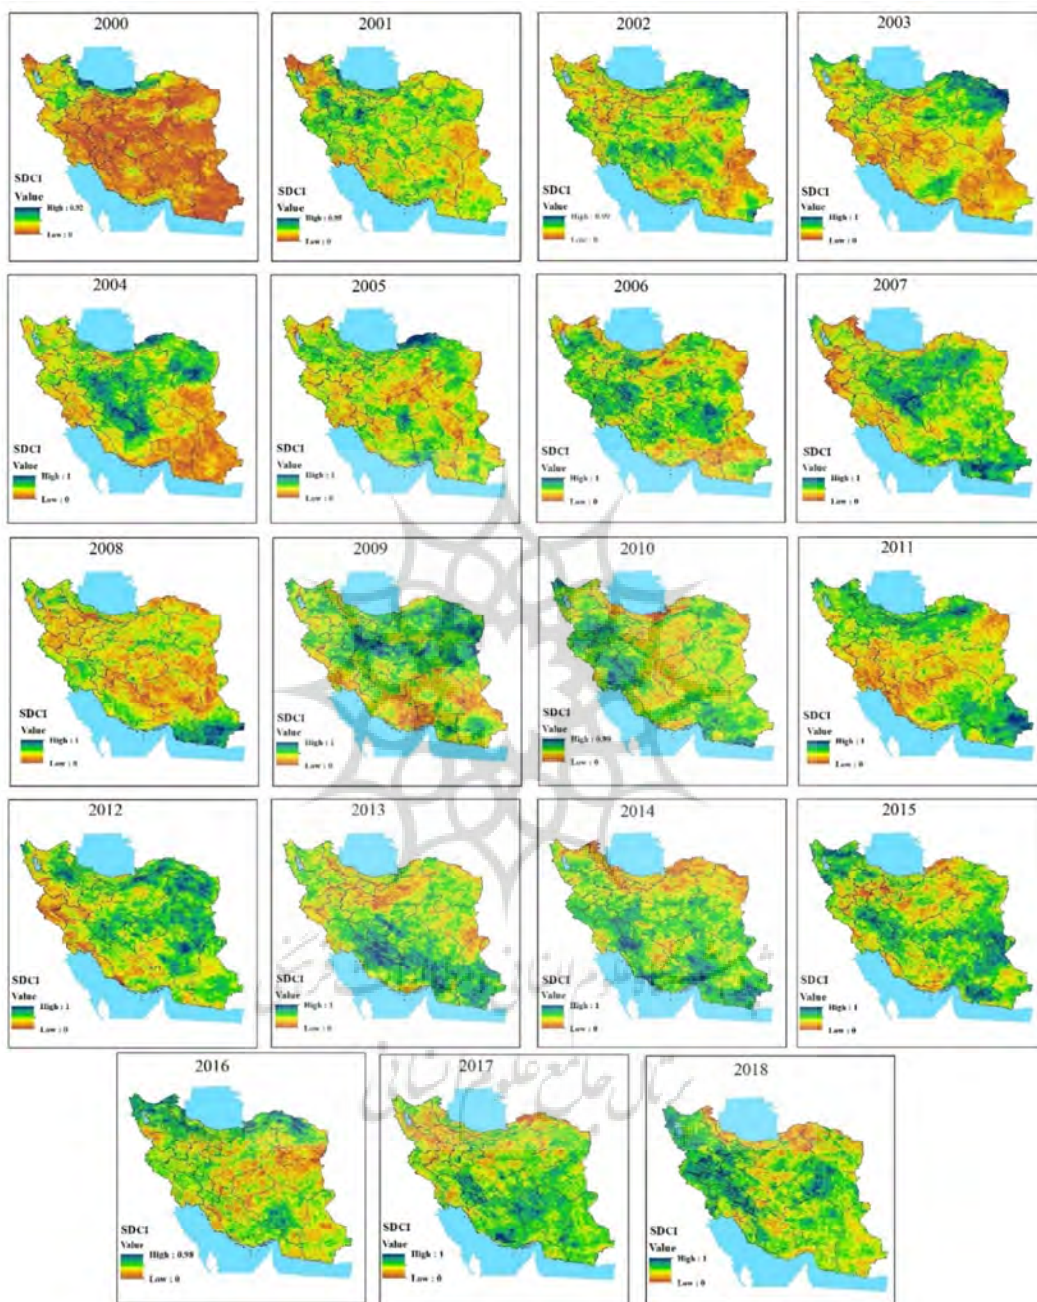 2000
SDCI
Value
High : 0.92
Low : 0
2001
SDCI
Value
High : 0.95
Low : 0
2002
SDCI
Value
High : 0.99
Low : 0
2003
SDCI
Value
High : 1
Low : 0
2004
SDCI
Value
High : 1
Low : 0
2005
SDCI
Value
High : 1
Low : 0
2006
SDCI
Value
High : 1
Low : 0
2007
SDCI
Value
High : 1
Low : 0
2008
SDCI
Value
High : 1
Low : 0
2009
SDCI
Value
High : 1
Low : 0
2010
SDCI
Value
High : 0.99
Low : 0
2011
SDCI
Value
High : 1
Low : 0
2012
SDCI
Value
High : 1
Low : 0
2013
SDCI
Value
High : 1
Low : 0
2014
SDCI
Value
High : 1
Low : 0
2015
SDCI
Value
High : 1
Low : 0
2016
SDCI
Value
High : 0.98
Low : 0
2017
SDCI
Value
High : 1
Low : 0
2018
SDCI
Value
High : 1
Low : 0
پرتال جامع علوم انسانی